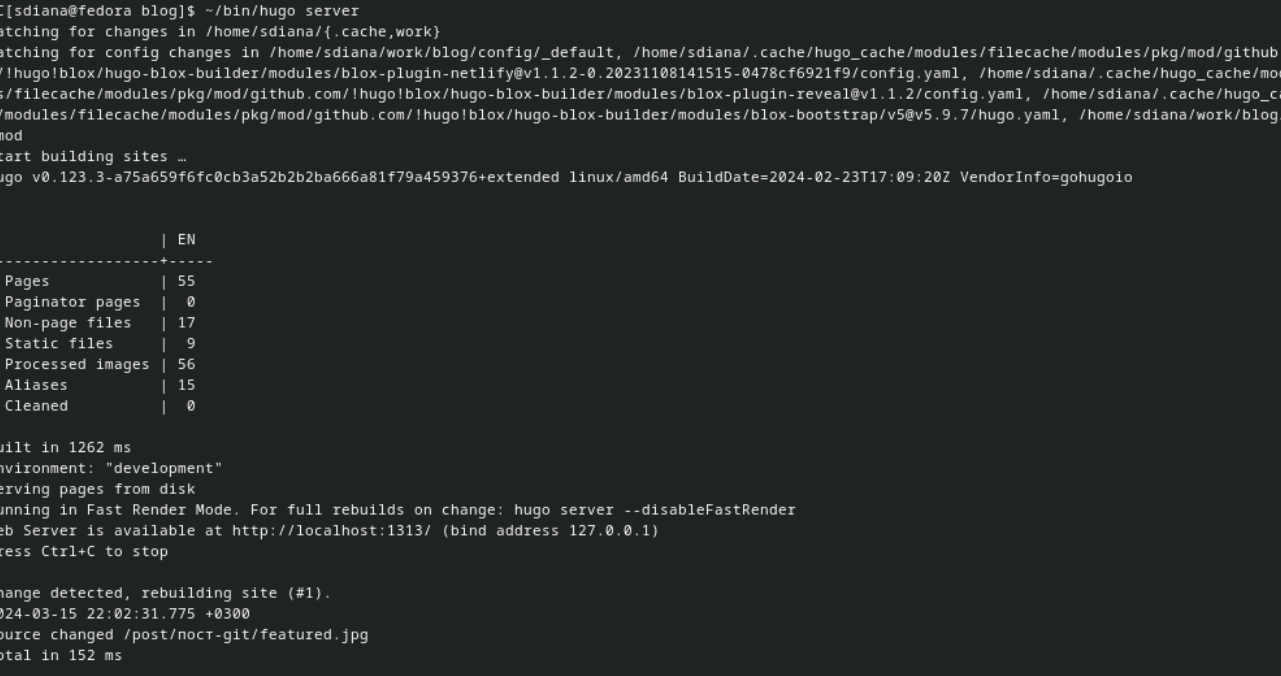 C[sdiana@fedora blog]$ ~/bin/hugo server
atching for changes in /home/sdiana/{.cache,work}
atching for config changes in /home/sdiana/work/blog/config/_default, /home/sdiana/.cache/hugo_cache/modules/filecache/modules/pkg/mod/github
/!hugo!blox/hugo-blox-builder/modules/blox-plugin-netlify@v1.1.2-0.20231108141515-0478cf6921f9/config.yaml, /home/sdiana/.cache/hugo_cache/mod
s/filecache/modules/pkg/mod/github.com/!hugo!blox/hugo-blox-builder/modules/blox-plugin-reveal@v1.1.2/config.yaml, /home/sdiana/.cache/hugo_ca
/modules/filecache/modules/pkg/mod/github.com/!hugo!blox/hugo-blox-builder/modules/blox-bootstrap/v5@v5.9.7/hugo.yaml, /home/sdiana/work/blog/
mod
tart building sites …
ugo v0.123.3-a75a659f6fc0cb3a52b2b2ba666a81f79a459376+extended linux/amd64 BuildDate=2024-02-23T17:09:20Z VendorInfo=gohugoio
| EN
------------------+-----
Pages | 55
Paginator pages | 0
Non-page files | 17
Static files | 9
Processed images | 56
Aliases | 15
Cleaned | 0
uilt in 1262 ms
nvironment: "development"
erving pages from disk
unning in Fast Render Mode. For full rebuilds on change: hugo server --disableFastRender
eb Server is available at http://localhost:1313/ (bind address 127.0.0.1)
ress Ctrl+C to stop
hange detected, rebuilding site (#1).
024-03-15 22:02:31.775 +0300
ource changed /post/пост-git/featured.jpg
otal in 152 ms